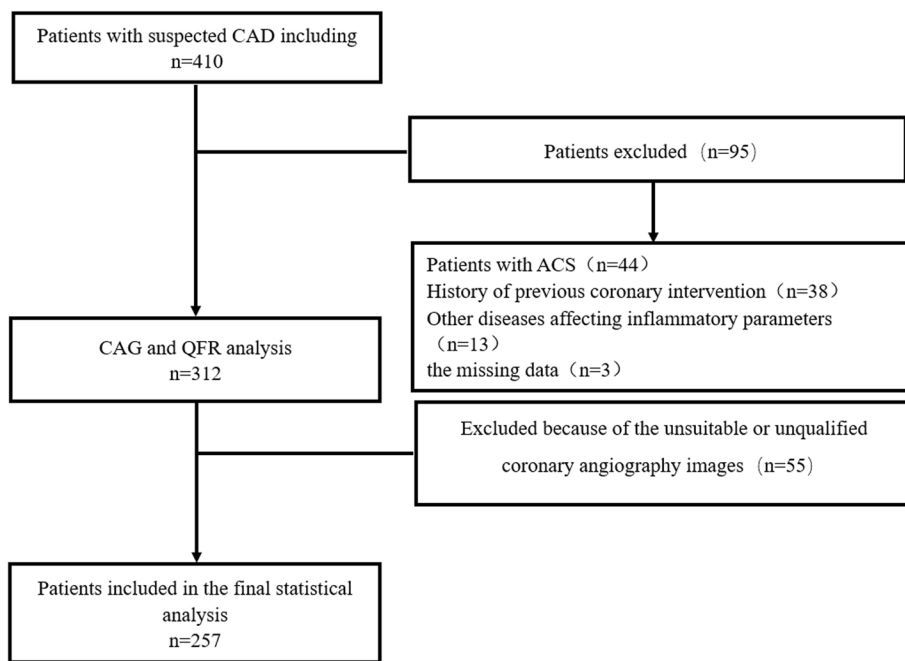 Patients with suspected CAD including
n=410
Patients excluded（n=95）
Patients with ACS（n=44）
History of previous coronary intervention（n=38）
Other diseases affecting inflammatory parameters
（n=13）
the missing data（n=3）
CAG and QFR analysis
n=312
Excluded because of the unsuitable or unqualified
coronary angiography images（n=55）
Patients included in the final statistical
analysis
n=257